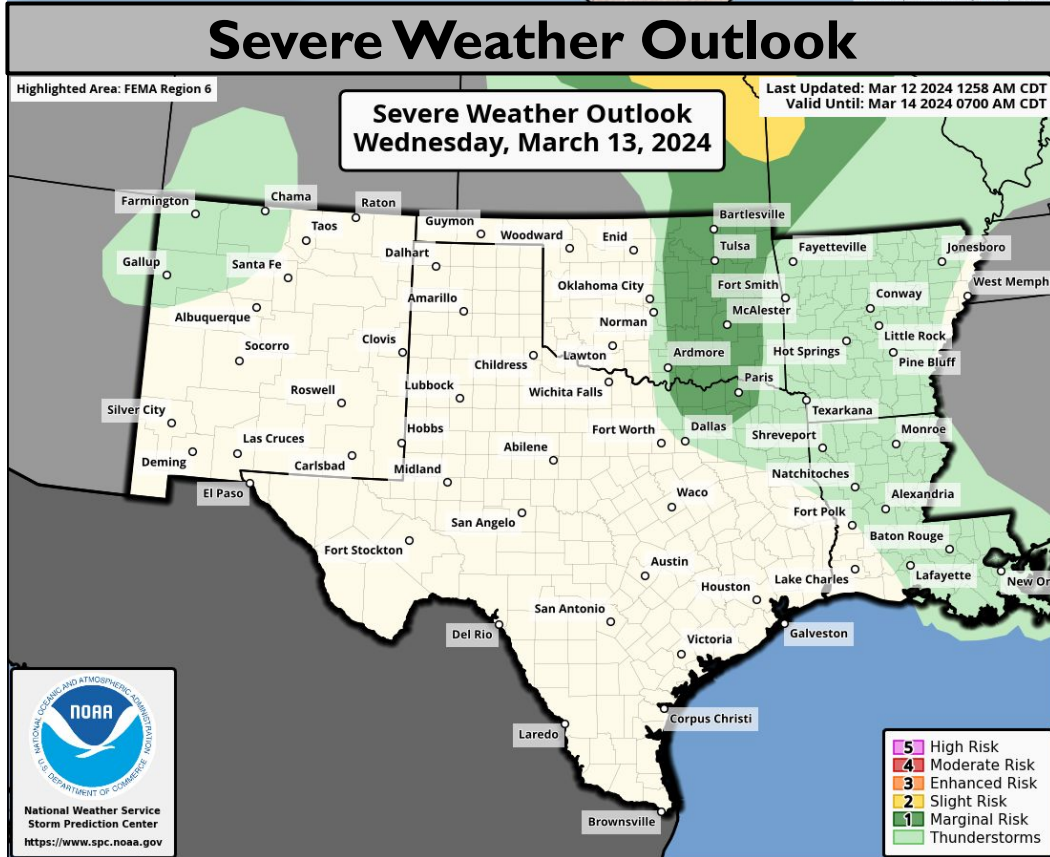 Severe Weather Outlook
Highlighted Area: FEMA Region 6
Last Updated: Mar 12 2024 1258 AM CDT
Valid Until: Mar 14 2024 0700 AM CDT
Severe Weather Outlook
Wednesday, March 13, 2024
Farmington
Chama
Raton
Taos
Guymon
Woodward
Enid
Bartlesville
Gallup
Santa Fe
Dalhart
Tulsa
Fayetteville
Jonesboro
Albuquerque
Amarillo
Oklahoma City
Fort Smith
Conway
West Memph
Socorro
Clovis
Norman
McAlester
Little Rock
Childress
Lawton
Ardmore
Hot Springs
Pine Bluff
Roswell
Lubbock
Wichita Falls
Paris
Texarkana
Silver City
Las Cruces
Hobbs
Fort Worth
Dallas
Shreveport
Monroe
Deming
Carlsbad
Midland
Abilene
Natchitoches
El Paso
San Angelo
Waco
Fort Polk
Alexandria
Fort Stockton
Baton Rouge
Austin
Houston
Lake Charles
Lafayette
New Or
Del Rio
San Antonio
Victoria
Galveston
Laredo
Corpus Christi
Brownsville
NATIONAL OCEANIC AND ATMOSPHERIC ADMINISTRATION
NOAA
U.S. DEPARTMENT OF COMMERCE
National Weather Service
Storm Prediction Center
https://www.spc.noaa.gov
5 High Risk
4 Moderate Risk
3 Enhanced Risk
2 Slight Risk
1 Marginal Risk
Thunderstorms